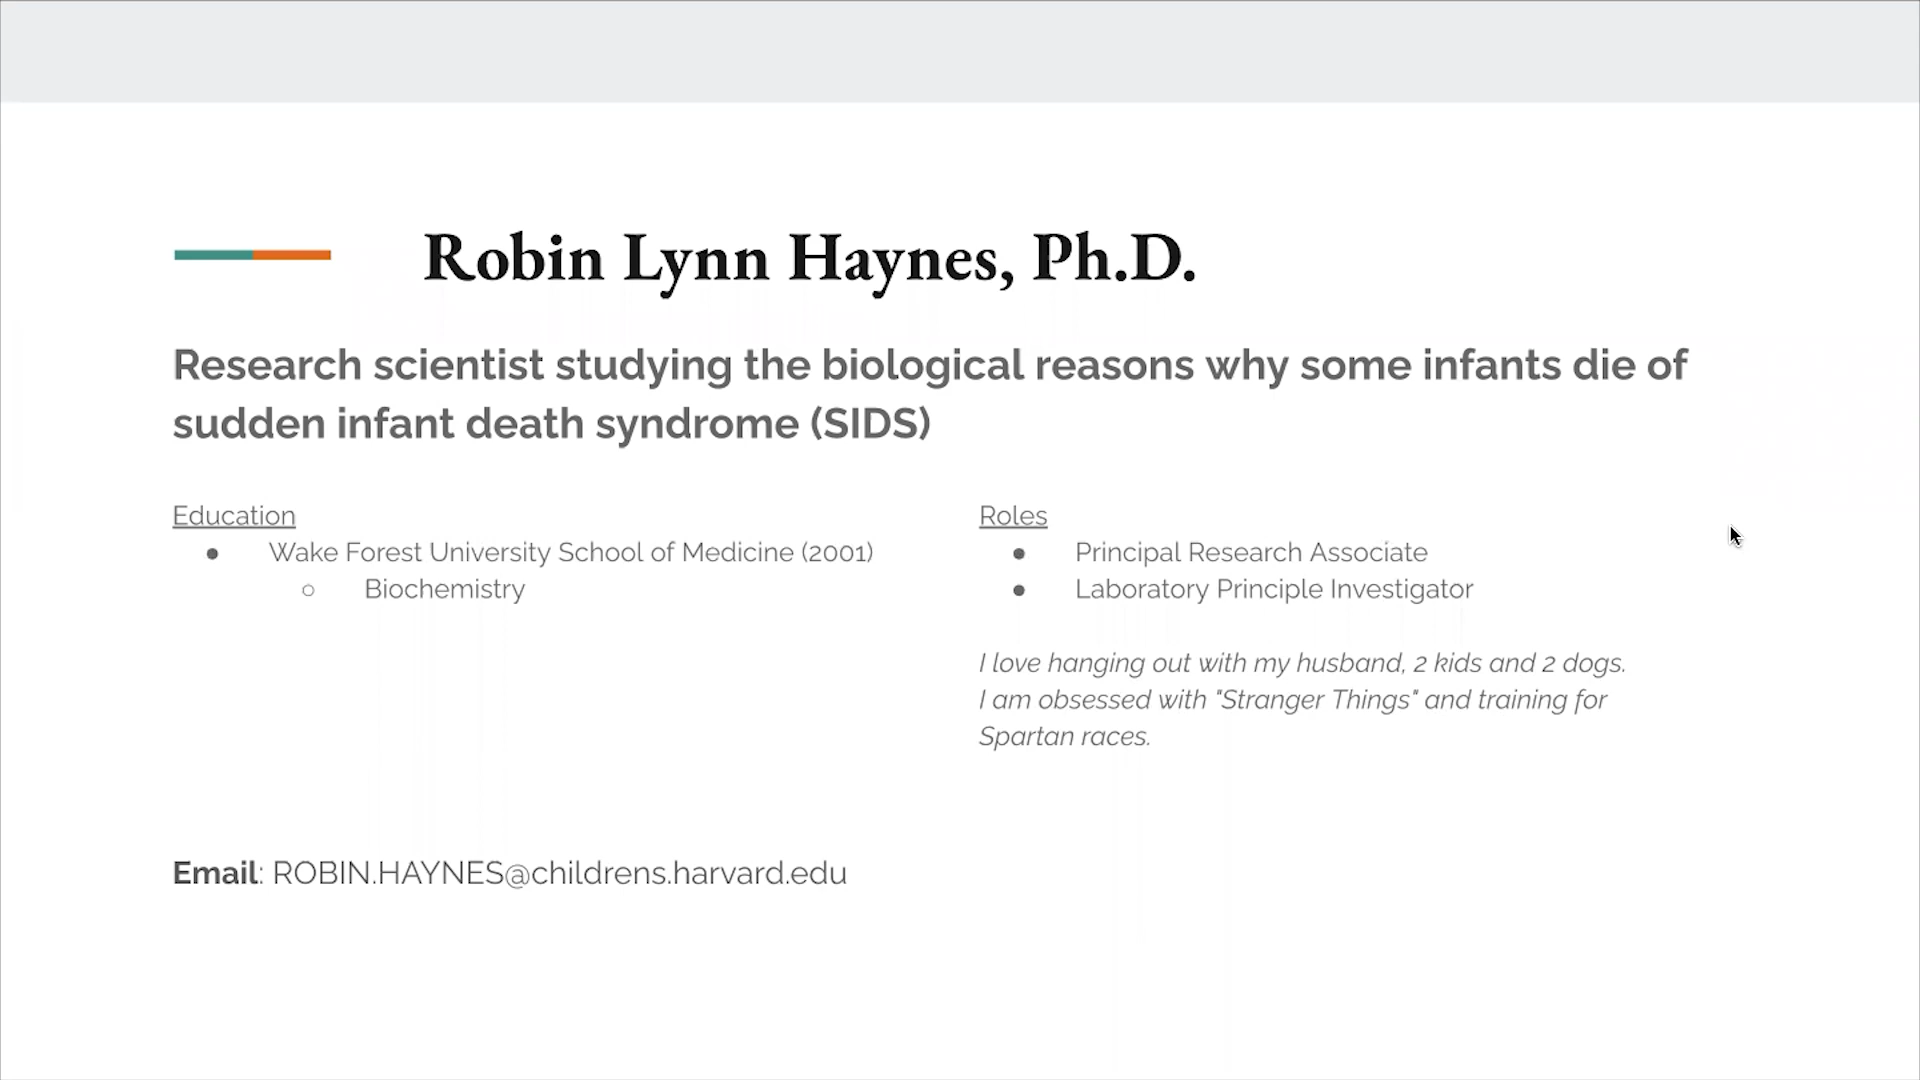 Robin Lynn Haynes, Ph.D.
Research scientist studying the biological reasons why some infants die of
sudden infant death syndrome (SIDS)
Education
● Wake Forest University School of Medicine (2001)
○ Biochemistry
Roles
● Principal Research Associate
● Laboratory Principle Investigator
I love hanging out with my husband, 2 kids and 2 dogs.
I am obsessed with "Stranger Things" and training for
Spartan races.
Email: ROBIN.HAYNES@childrens.harvard.edu